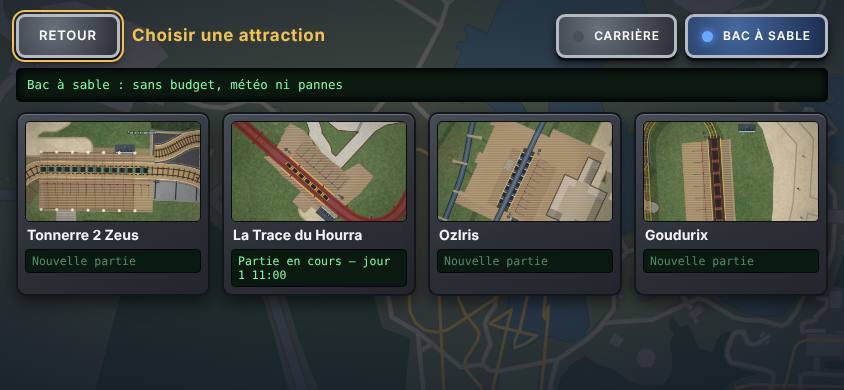 RETOUR
Choisir une attraction
CARRIÈRE
BAC À SABLE
Bac à sable : sans budget, météo ni pannes
Tonnerre 2 Zeus
Nouvelle partie
La Trace du Hourra
Partie en cours — jour
1 11:00
OzIris
Nouvelle partie
Goudurix
Nouvelle partie